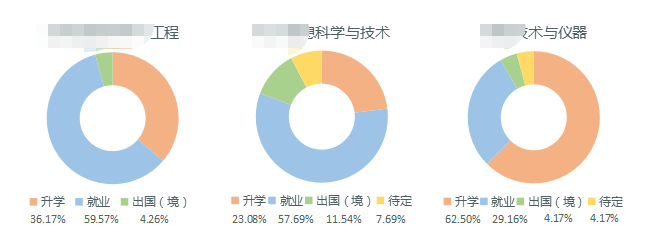 工程
息科学与技术
技术与仪器
升学 就业 出国（境）
36.17% 59.57% 4.26%
升学 就业 出国（境） 待定
23.08% 57.69% 11.54% 7.69%
升学 就业 出国（境） 待定
62.50% 29.16% 4.17% 4.17%